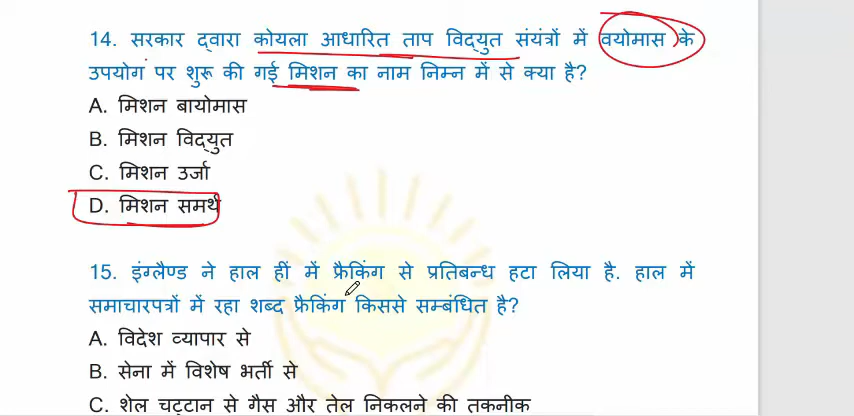 14. सरकार द्वारा कोयला आधारित ताप विद्युत संयंत्रों में वयोमास के
उपयोग पर शुरू की गई मिशन का नाम निम्न में से क्या है?
A. मिशन बायोमास
B. मिशन विद्युत
C. मिशन उर्जा
D. मिशन समर्थ
15. इंग्लैण्ड ने हाल हीं में फ्रैकिंग से प्रतिबन्ध हटा लिया है. हाल में
समाचारपत्रों में रहा शब्द फ्रैकिंग किससे सम्बंधित है?
A. विदेश व्यापार से
B. सेना में विशेष भर्ती से
C. शेल चट्टान से गैस और तेल निकलने की तकनीक